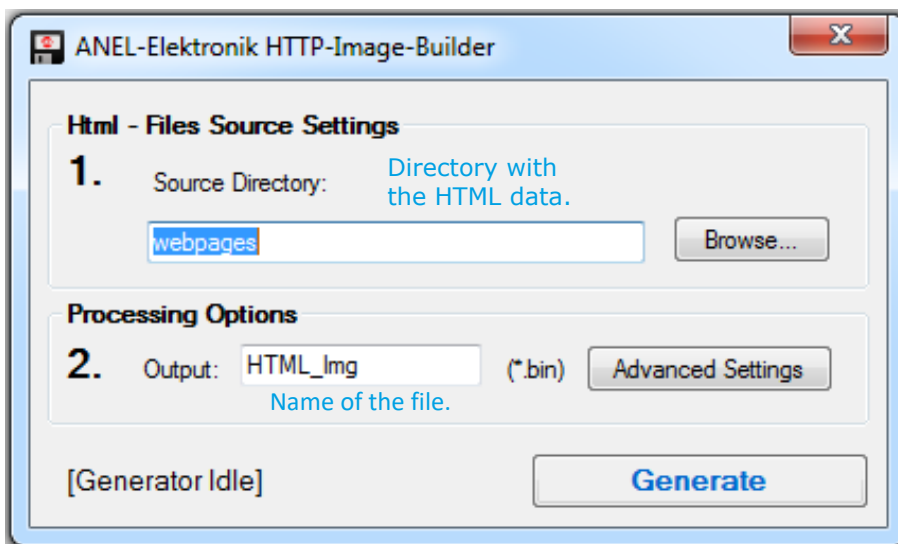 ANEL-Elektronik HTTP-Image-Builder
Html - Files Source Settings
1. Source Directory: Directory with
the HTML data.
webpages Browse...
Processing Options
2. Output: HTML_Img (*.bin) Advanced Settings
Name of the file.
[Generator Idle] Generate